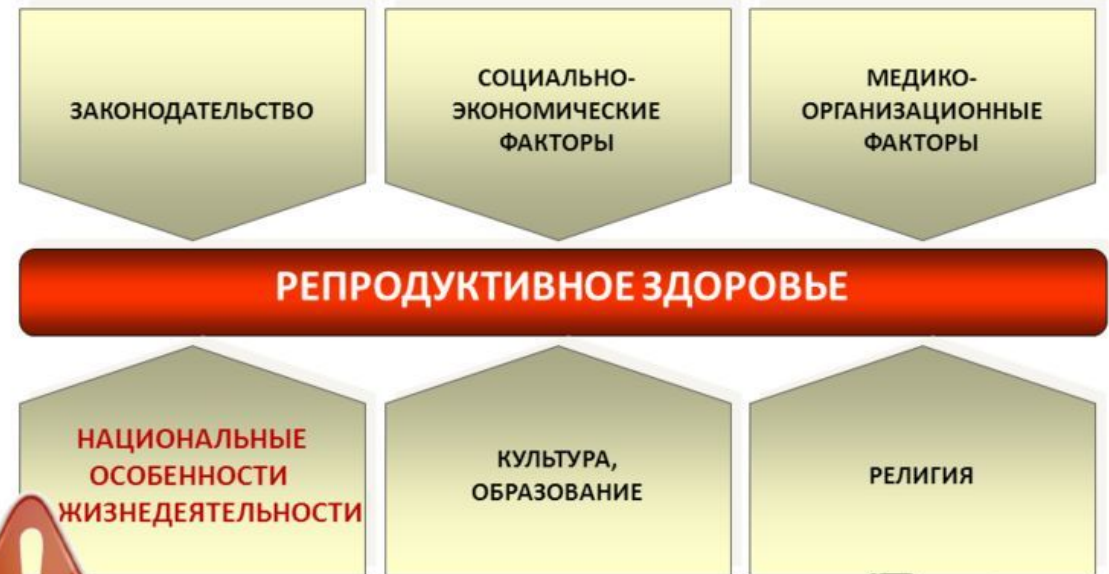 ЗАКОНОДАТЕЛЬСТВО
СОЦИАЛЬНО-
ЭКОНОМИЧЕСКИЕ
ФАКТОРЫ
МЕДИКО-
ОРГАНИЗАЦИОННЫЕ
ФАКТОРЫ
РЕПРОДУКТИВНОЕ ЗДОРОВЬЕ
НАЦИОНАЛЬНЫЕ
ОСОБЕННОСТИ
ЖИЗНЕДЕЯТЕЛЬНОСТИ
КУЛЬТУРА,
ОБРАЗОВАНИЕ
РЕЛИГИЯ